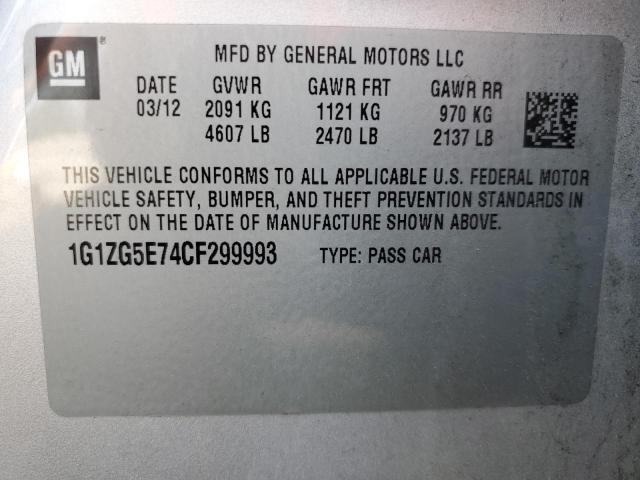 GM
MFD BY GENERAL MOTORS LLC
DATE GVWR GAWR FRT GAWR RR
03/12 2091 KG 1121 KG 970 KG
4607 LB 2470 LB 2137 LB
THIS VEHICLE CONFORMS TO ALL APPLICABLE U.S. FEDERAL MOTOR
VEHICLE SAFETY, BUMPER, AND THEFT PREVENTION STANDARDS IN
EFFECT ON THE DATE OF MANUFACTURE SHOWN ABOVE.
1G1ZG5E74CF299993 TYPE: PASS CAR